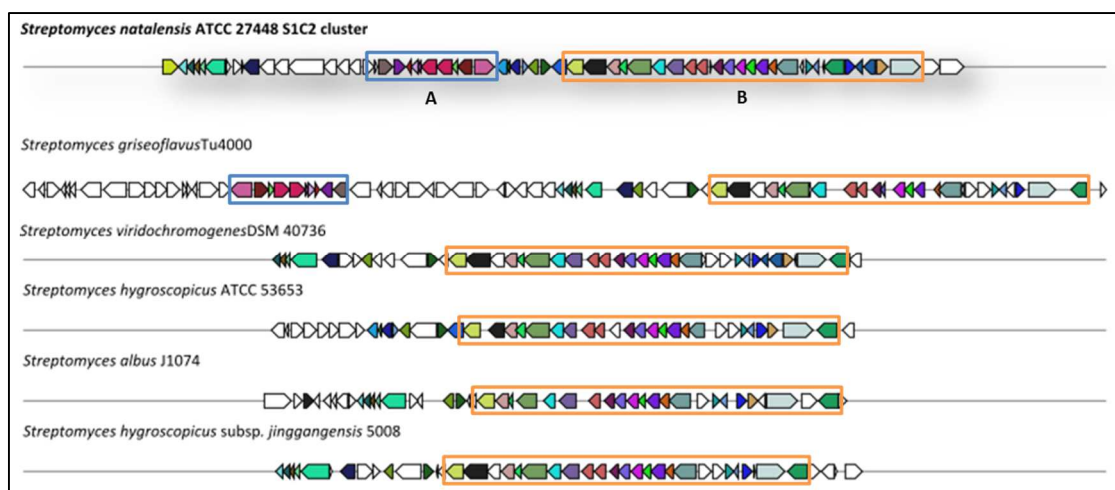 Streptomyces natalensis ATCC 27448 S1C2 cluster
A
B
Streptomyces griseoflavusTu4000
Streptomyces viridochromogenesDSM 40736
Streptomyces hygroscopicus ATCC 53653
Streptomyces albus J1074
Streptomyces hygroscopicus subsp. jinggangensis 5008